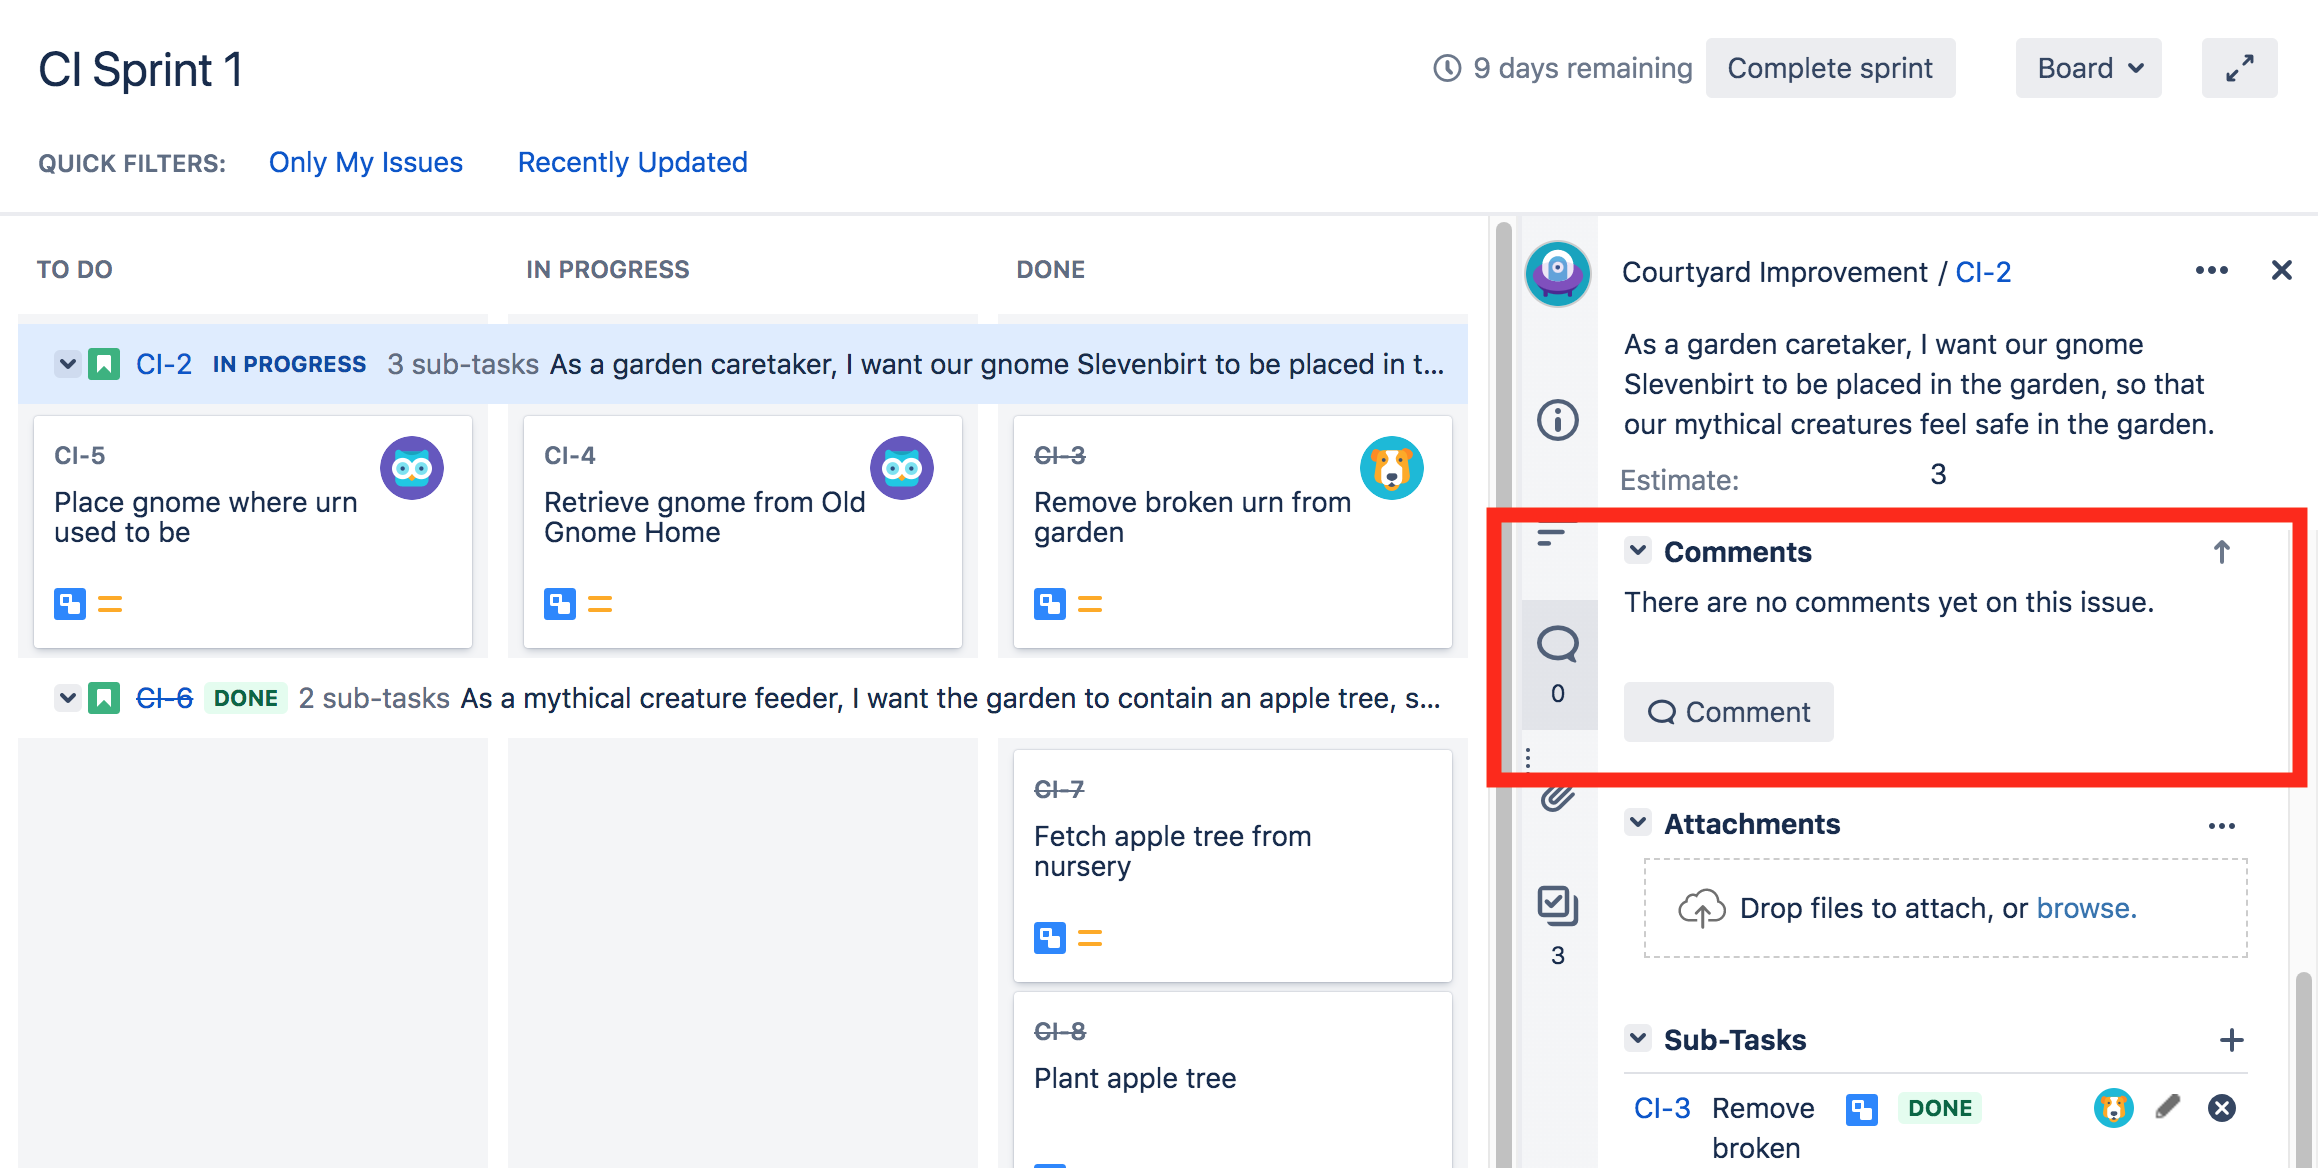 CI Sprint 1
9 days remaining
Complete sprint
Board
QUICK FILTERS:
Only My Issues
Recently Updated
TO DO
IN PROGRESS
DONE
CI-2 IN PROGRESS 3 sub-tasks As a garden caretaker, I want our gnome Slevenbirt to be placed in t...
CI-5
Place gnome where urn
used to be
CI-4
Retrieve gnome from Old
Gnome Home
CI-3
Remove broken urn from
garden
CI-6 DONE 2 sub-tasks As a mythical creature feeder, I want the garden to contain an apple tree, s...
CI-7
Fetch apple tree from
nursery
CI-8
Plant apple tree
Courtyard Improvement / CI-2
As a garden caretaker, I want our gnome
Slevenbirt to be placed in the garden, so that
our mythical creatures feel safe in the garden.
Estimate: 3
Comments
There are no comments yet on this issue.
0
Comment
Attachments
Drop files to attach, or browse.
3
Sub-Tasks
CI-3 Remove DONE
broken